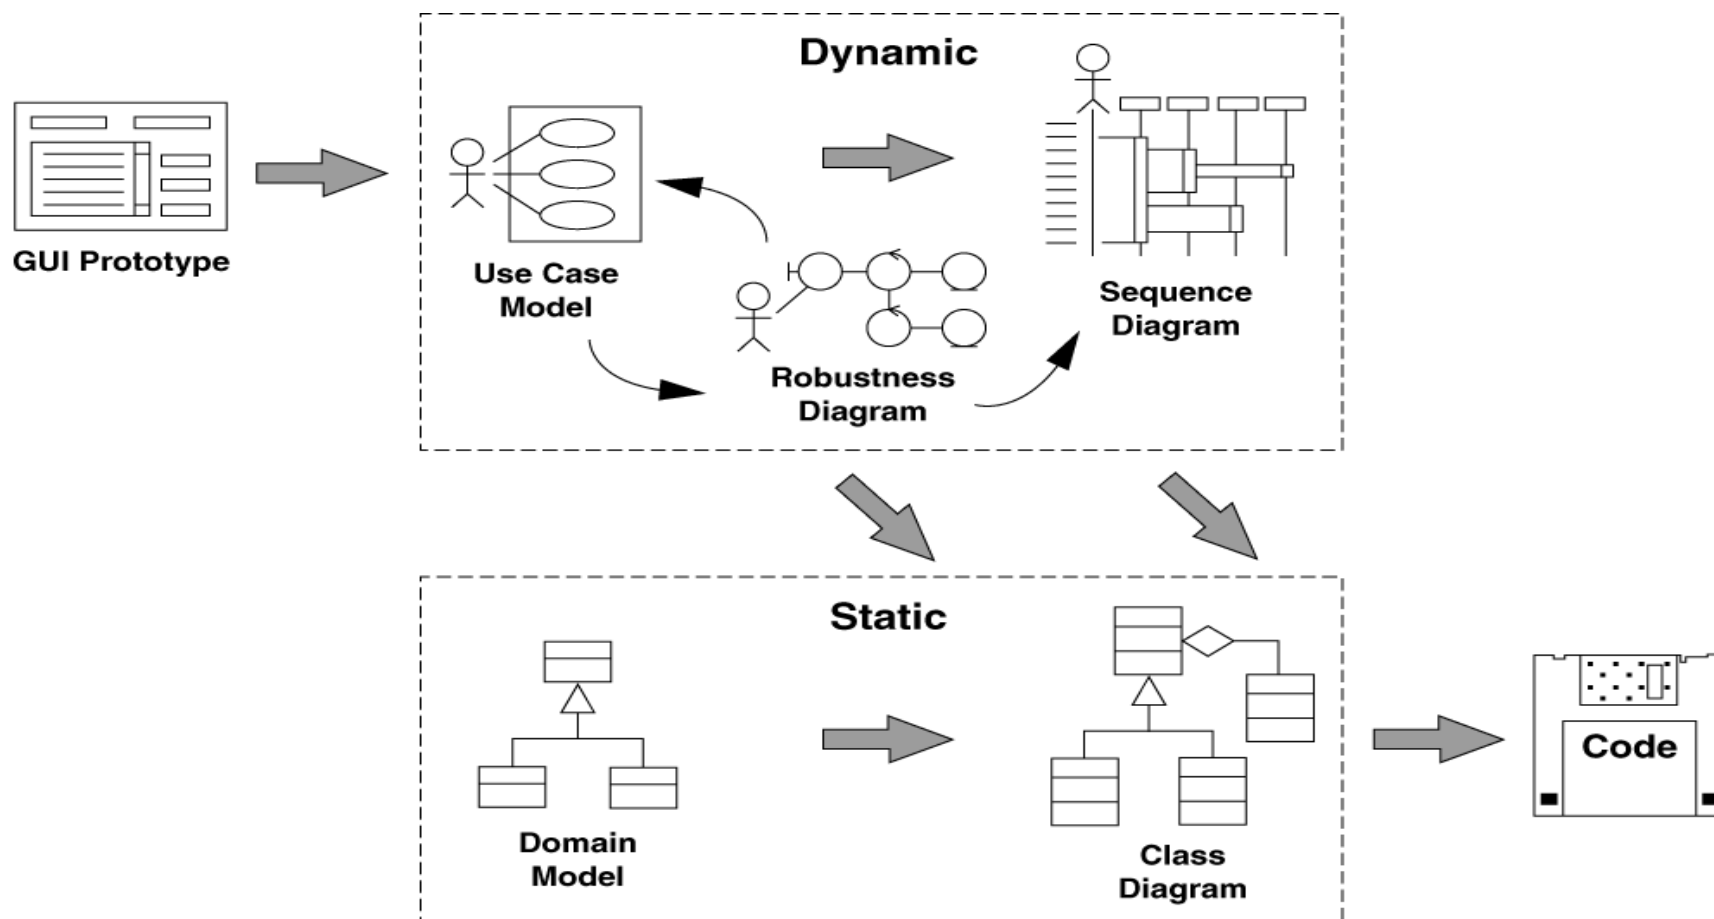 Dynamic
GUI Prototype
Use Case
Model
Sequence
Diagram
Robustness
Diagram
Static
Code
Domain
Model
Class
Diagram